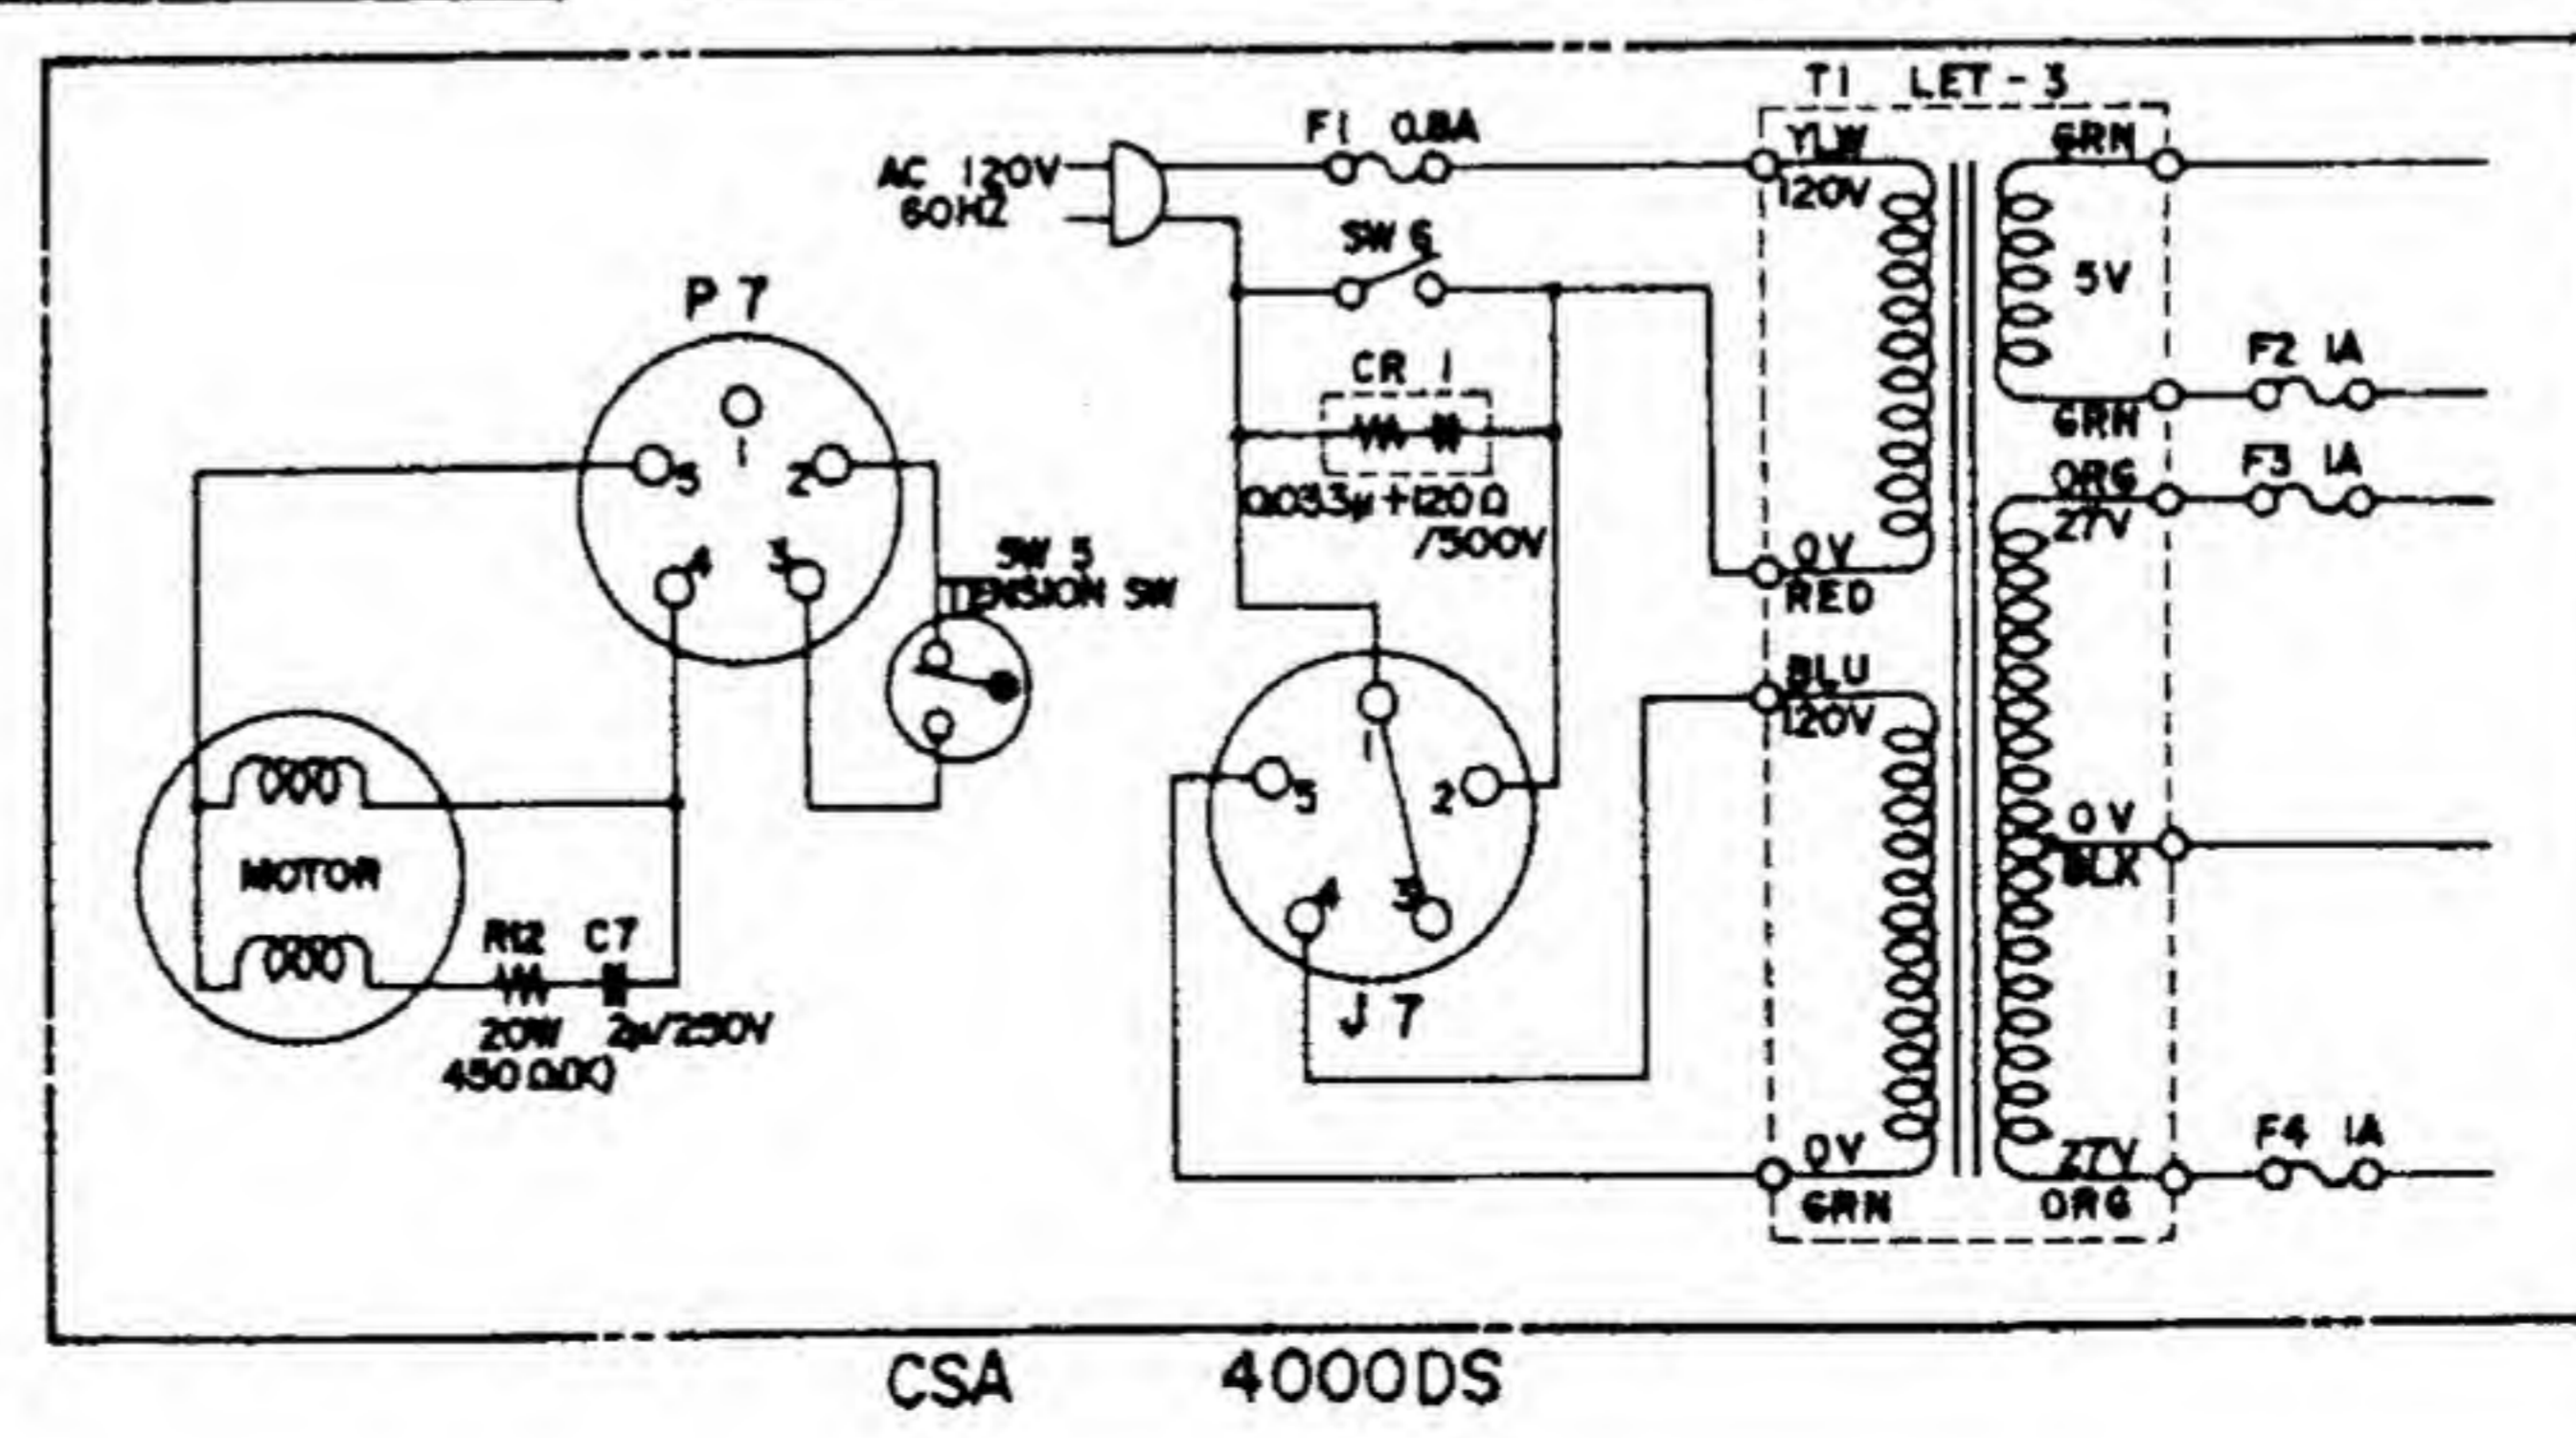 T1 LET-3
F1 0.8A
YLW
GRN
AC 120V
60HZ
120V
SW 6
5V
P 7
CR 1
F2 1A
GRN
1
5
2
ORG
F3 1A
27V
0.033μ+120Ω
/500V
4
3
SW 5
TENSION SW
0V
RED
BLU
120V
1
5
2
0V
BLK
MOTOR
4
3
R12
C7
J 7
20W
2μ/250V
450Ω(K)
0V
GRN
27V
ORG
F4 1A
CSA 4000DS